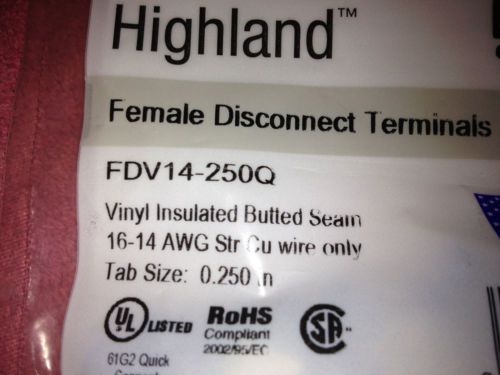 Highland™
Female Disconnect Terminals
FDV14-250Q
Vinyl Insulated Butted Seam
16-14 AWG Str Cu wire only
Tab Size: 0.250 in
UL LISTED RoHS SA
Compliant
2002/95/EC
61G2 Quick